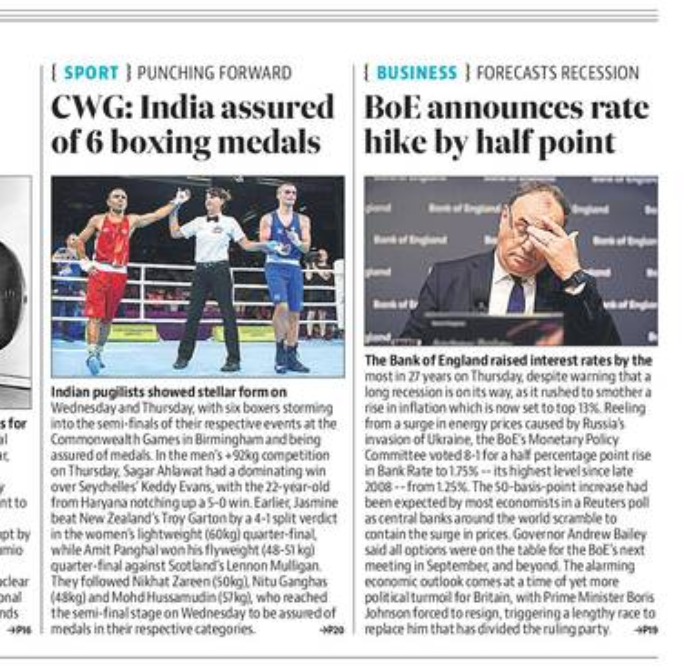 { SPORT } PUNCHING FORWARD
CWG: India assured
of 6 boxing medals
Indian pugilists showed stellar form on
Wednesday and Thursday, with six boxers storming
into the semi-finals of their respective events at the
Commonwealth Games in Birmingham and being
assured of medals. In the men's +92kg competition
on Thursday, Sagar Ahlawat had a dominating win
over Seychelles' Keddy Evans, with the 22-year-old
from Haryana notching up a 5-0 win. Earlier, Jasmine
beat New Zealand's Troy Garton by a 4-1 split verdict
in the women's lightweight (60kg) quarter-final,
while Amit Panghal won his flyweight (48-51 kg)
quarter-final against Scotland's Lennon Mulligan.
They followed Nikhat Zareen (50kg), Nitu Ganghas
(48kg) and Mohd Hussamudin (57kg), who reached
the semi-final stage on Wednesday to be assured of
medals in their respective categories. →P20
{ BUSINESS } FORECASTS RECESSION
BoE announces rate
hike by half point
Bank of England
Bank of England
Bank of England
The Bank of England raised interest rates by the
most in 27 years on Thursday, despite warning that a
long recession is on its way, as it rushed to smother a
rise in inflation which is now set to top 13%. Reeling
from a surge in energy prices caused by Russia's
invasion of Ukraine, the BoE's Monetary Policy
Committee voted 8-1 for a half percentage point rise
in Bank Rate to 1.75% -- its highest level since late
2008 -- from 1.25%. The 50-basis-point increase had
been expected by most economists in a Reuters poll
as central banks around the world scramble to
contain the surge in prices. Governor Andrew Bailey
said all options were on the table for the BoE's next
meeting in September, and beyond. The alarming
economic outlook comes at a time of yet more
political turmoil for Britain, with Prime Minister Boris
Johnson forced to resign, triggering a lengthy race to
replace him that has divided the ruling party. →P19
s for
nt to
pt by
→P16